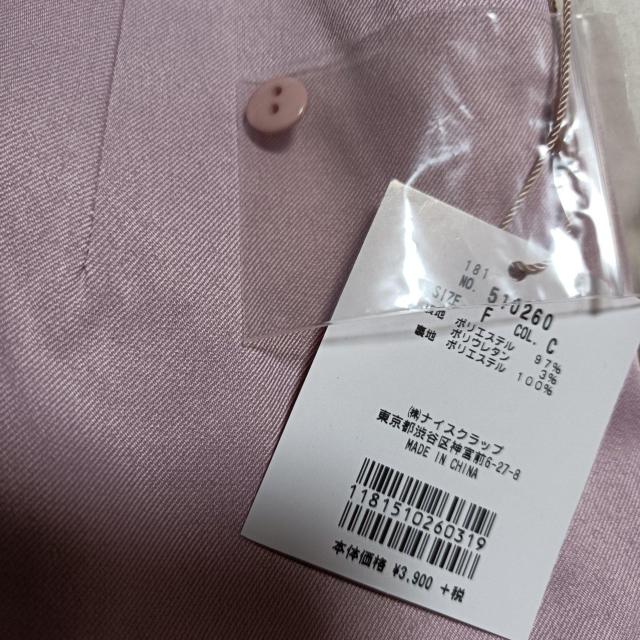 181
NO. 510260
SIZE F COL. C
表地 ポリエステル 97%
ポリウレタン 3%
裏地 ポリエステル 100%
㈱ナイスクラップ
東京都渋谷区神宮前6-27-8
MADE IN CHINA
1181510260319
本体価格 ¥3,900 +税